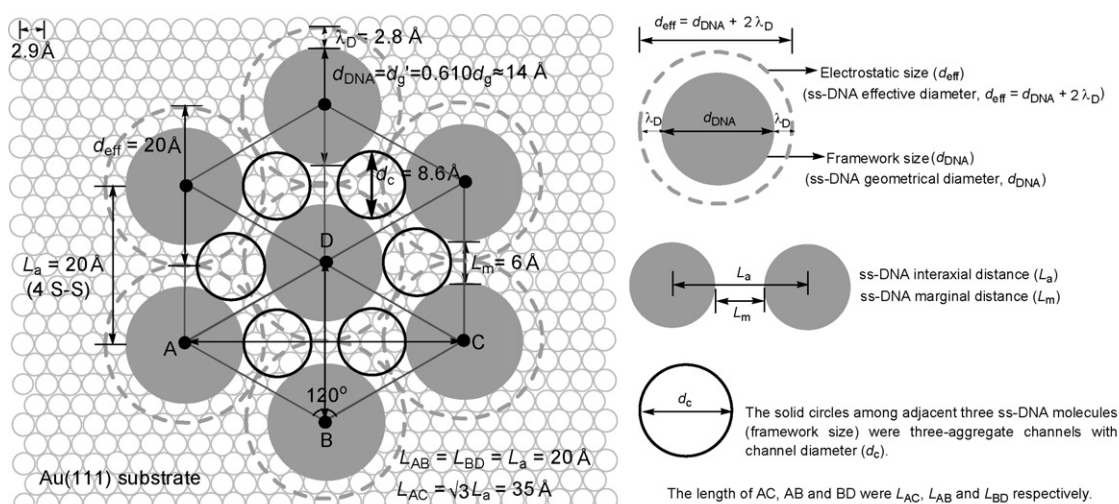 2.9 Å
λD = 2.8 Å
dDNA=dg'=0.610dg≈14 Å
deff = 20 Å
dc = 8.6 Å
D
La = 20 Å
(4 S-S)
Lm = 6 Å
A
C
120°
B
LAB = LBD = La = 20 Å
LAC = √3La = 35 Å
Au(111) substrate
deff = dDNA + 2 λD
Electrostatic size (deff)
(ss-DNA effective diameter, deff = dDNA + 2 λD)
λD
dDNA
λD
Framework size (dDNA)
(ss-DNA geometrical diameter, dDNA)
La
ss-DNA interaxial distance (La)
ss-DNA marginal distance (Lm)
Lm
dc
The solid circles among adjacent three ss-DNA molecules
(framework size) were three-aggregate channels with
channel diameter (dc).
The length of AC, AB and BD were LAC, LAB and LBD respectively.